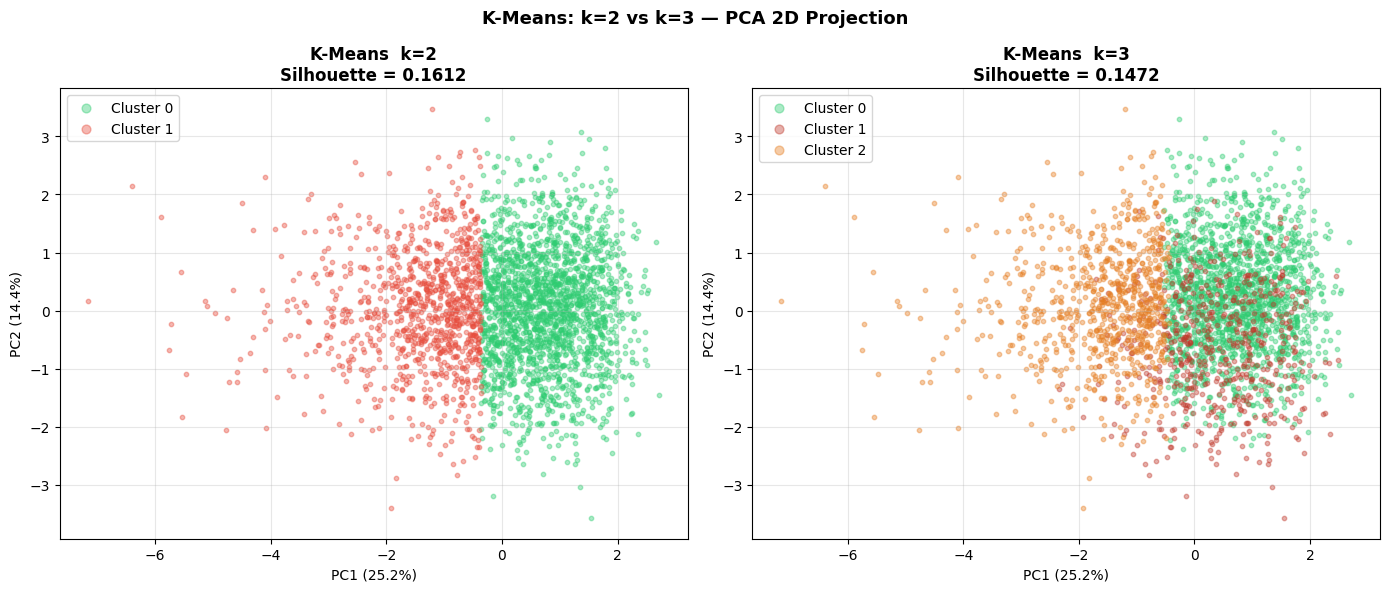 K-Means: k=2 vs k=3 — PCA 2D Projection
K-Means  k=2
Silhouette = 0.1612
Cluster 0
Cluster 1
3
2
1
0
−1
−2
−3
PC2 (14.4%)
−6
−4
−2
0
2
PC1 (25.2%)
K-Means  k=3
Silhouette = 0.1472
Cluster 0
Cluster 1
Cluster 2
3
2
1
0
−1
−2
−3
PC2 (14.4%)
−6
−4
−2
0
2
PC1 (25.2%)